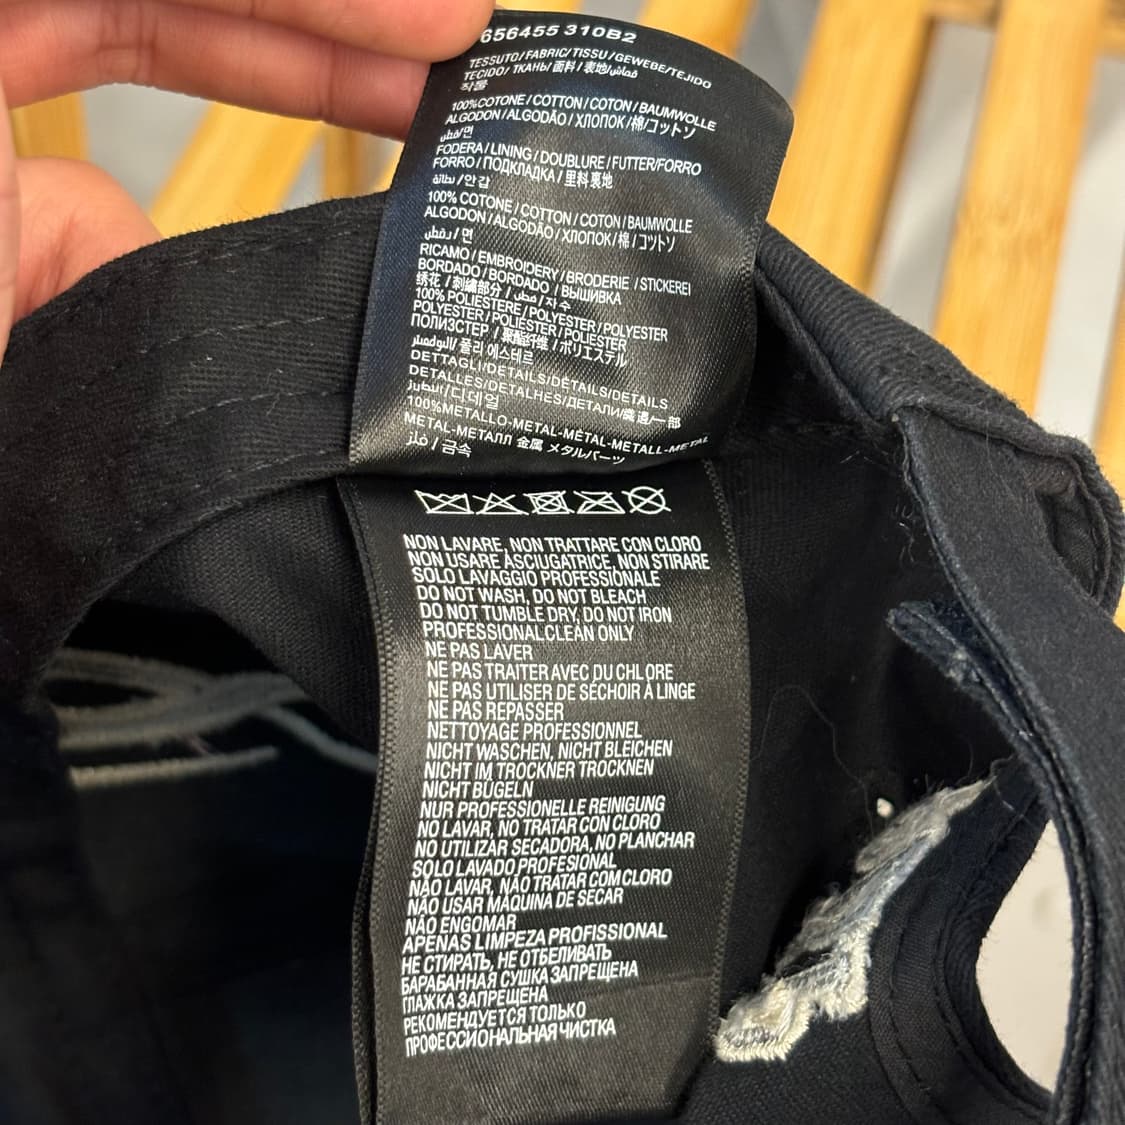 656455 310B2
TESSUTO/FABRIC/TISSU/GEWEBE/TEJIDO
TECIDO/ТКАНЬ/面料/表地/قماش
직물
100%COTONE/COTTON/COTON/BAUMWOLLE
ALGODON/ALGODÃO/ХЛОПОК/棉/コットソ
قطن/면
FODERA/LINING/DOUBLURE/FUTTER/FORRO
FORRO/ПОДКЛАДКА/里料裏地
بطانة/안감
100% COTONE/COTTON/COTON/BAUMWOLLE
ALGODON/ALGODÃO/ХЛОПОК/棉/コットソ
قطن/면
RICAMO/EMBROIDERY/BRODERIE/STICKEREI
BORDADO/BORDADO/ВЫШИВКА
绣花/刺繍部分/자수
100% POLIESTERE/POLYESTER/POLYESTER
POLYESTER/POLIÉSTER/POLIESTER
ПОЛИЭСТЕР/聚酯纤维/ポリエステル
폴리 에스테르
DETTAGLI/DETAILS/DÉTAILS/DETAILS
DETALLES/DETALHES/ДЕТАЛИ/一部
디테일
100%METALLO-METAL-MÉTAL-METALL-METAL
METAL-МЕТАЛЛ 金属 メタルパーツ
فلز/금속
NON LAVARE, NON TRATTARE CON CLORO
NON USARE ASCIUGATRICE, NON STIRARE
SOLO LAVAGGIO PROFESSIONALE
DO NOT WASH, DO NOT BLEACH
DO NOT TUMBLE DRY, DO NOT IRON
PROFESSIONAL CLEAN ONLY
NE PAS LAVER
NE PAS TRAITER AVEC DU CHLORE
NE PAS UTILISER DE SÉCHOIR À LINGE
NE PAS REPASSER
NETTOYAGE PROFESSIONNEL
NICHT WASCHEN, NICHT BLEICHEN
NICHT IM TROCKNER TROCKNEN
NICHT BÜGELN
NUR PROFESSIONELLE REINIGUNG
NO LAVAR, NO TRATAR CON CLORO
NO UTILIZAR SECADORA, NO PLANCHAR
SOLO LAVADO PROFESIONAL
NÃO LAVAR, NÃO TRATAR COM CLORO
NÃO USAR MÁQUINA DE SECAR
NÃO ENGOMAR
APENAS LIMPEZA PROFISSIONAL
НЕ СТИРАТЬ, НЕ ОТБЕЛИВАТЬ
БАРАБАННАЯ СУШКА ЗАПРЕЩЕНА
ГЛАЖКА ЗАПРЕЩЕНА
РЕКОМЕНДУЕТСЯ ТОЛЬКО
ПРОФЕССИОНАЛЬНАЯ ЧИСТКА